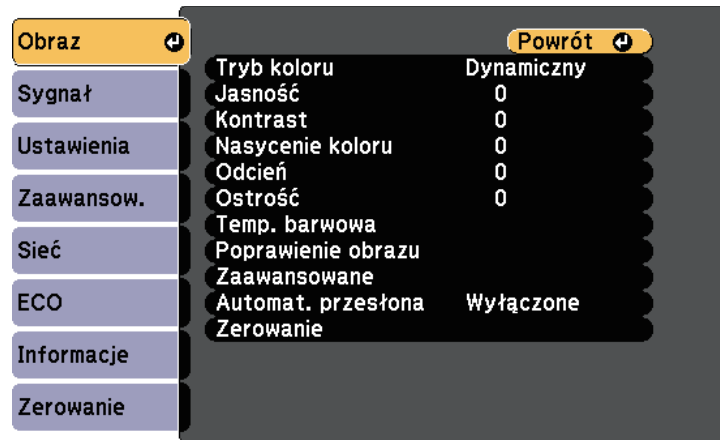 Obraz
Sygnał
Ustawienia
Zaawansow.
Sieć
ECO
Informacje
Zerowanie
Powrót
Tryb koloru Dynamiczny
Jasność 0
Kontrast 0
Nasycenie koloru 0
Odcień 0
Ostrość 0
Temp. barwowa
Poprawienie obrazu
Zaawansowane
Automat. przesłona Wyłączone
Zerowanie